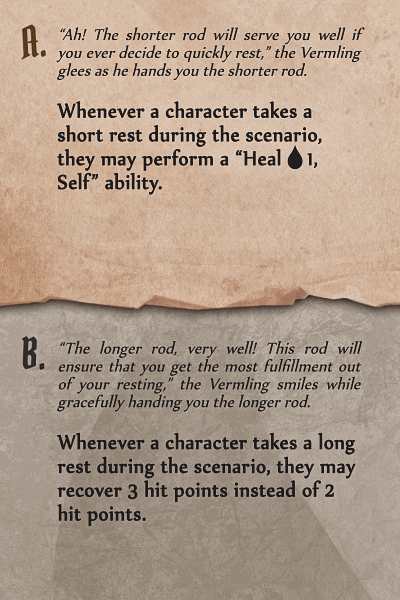 A.
“Ah! The shorter rod will serve you well if
you ever decide to quickly rest,” the Vermling
glees as he hands you the shorter rod.
Whenever a character takes a
short rest during the scenario,
they may perform a “Heal 1,
Self” ability.
B.
“The longer rod, very well! This rod will
ensure that you get the most fulfillment out
of your resting,” the Vermling smiles while
gracefully handing you the longer rod.
Whenever a character takes a long
rest during the scenario, they may
recover 3 hit points instead of 2
hit points.